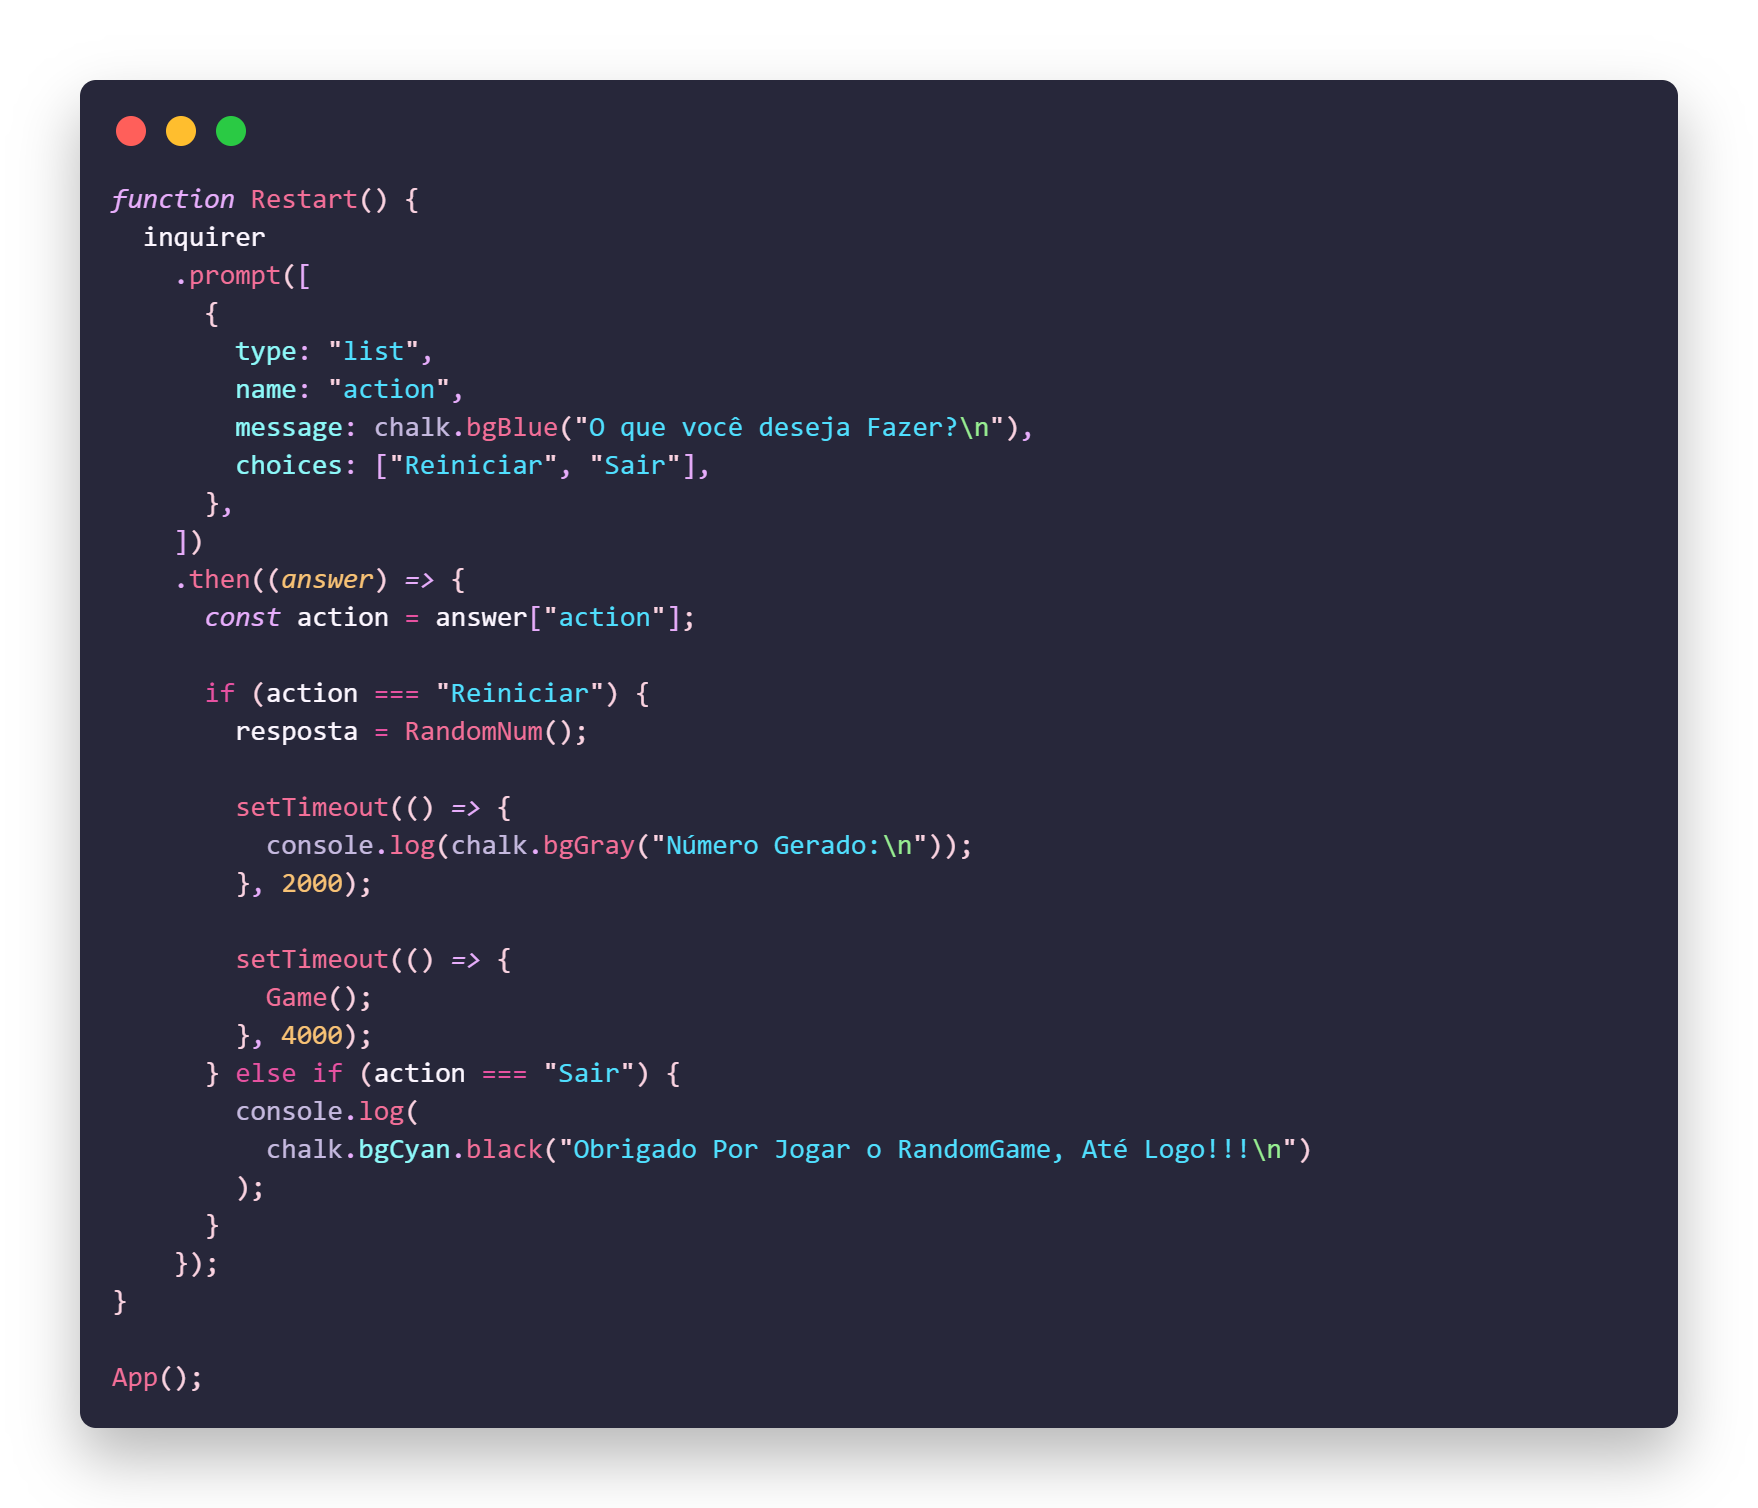 function Restart() {
  inquirer
    .prompt([
      {
        type: "list",
        name: "action",
        message: chalk.bgBlue("O que você deseja Fazer?\n"),
        choices: ["Reiniciar", "Sair"],
      },
    ])
    .then((answer) => {
      const action = answer["action"];

      if (action === "Reiniciar") {
        resposta = RandomNum();

        setTimeout(() => {
          console.log(chalk.bgGray("Número Gerado:\n"));
        }, 2000);

        setTimeout(() => {
          Game();
        }, 4000);
      } else if (action === "Sair") {
        console.log(
          chalk.bgCyan.black("Obrigado Por Jogar o RandomGame, Até Logo!!!\n")
        );
      }
    });
}

App();